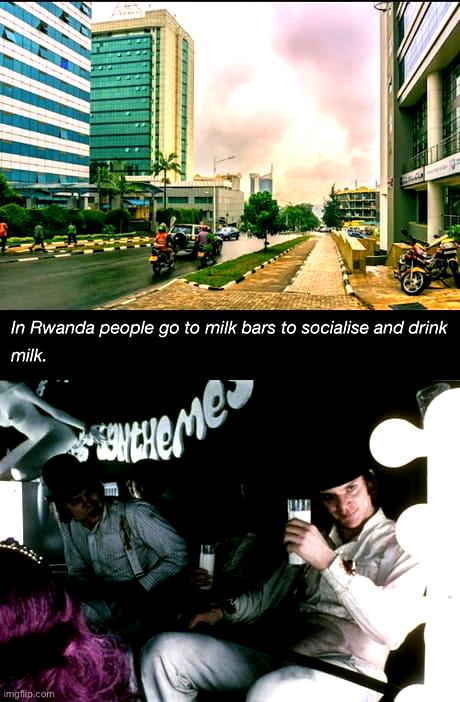 In Rwanda people go to milk bars to socialise and drink
milk.
imgflip.com